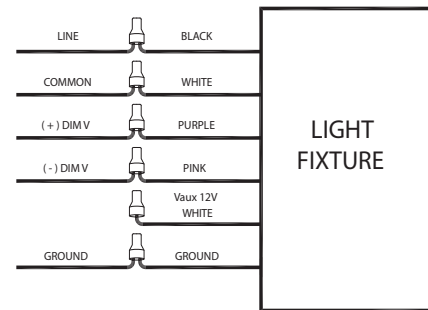 LINE BLACK
COMMON WHITE
( + ) DIM V PURPLE
LIGHT
FIXTURE
( - ) DIM V PINK
Vaux 12V
WHITE
GROUND GROUND